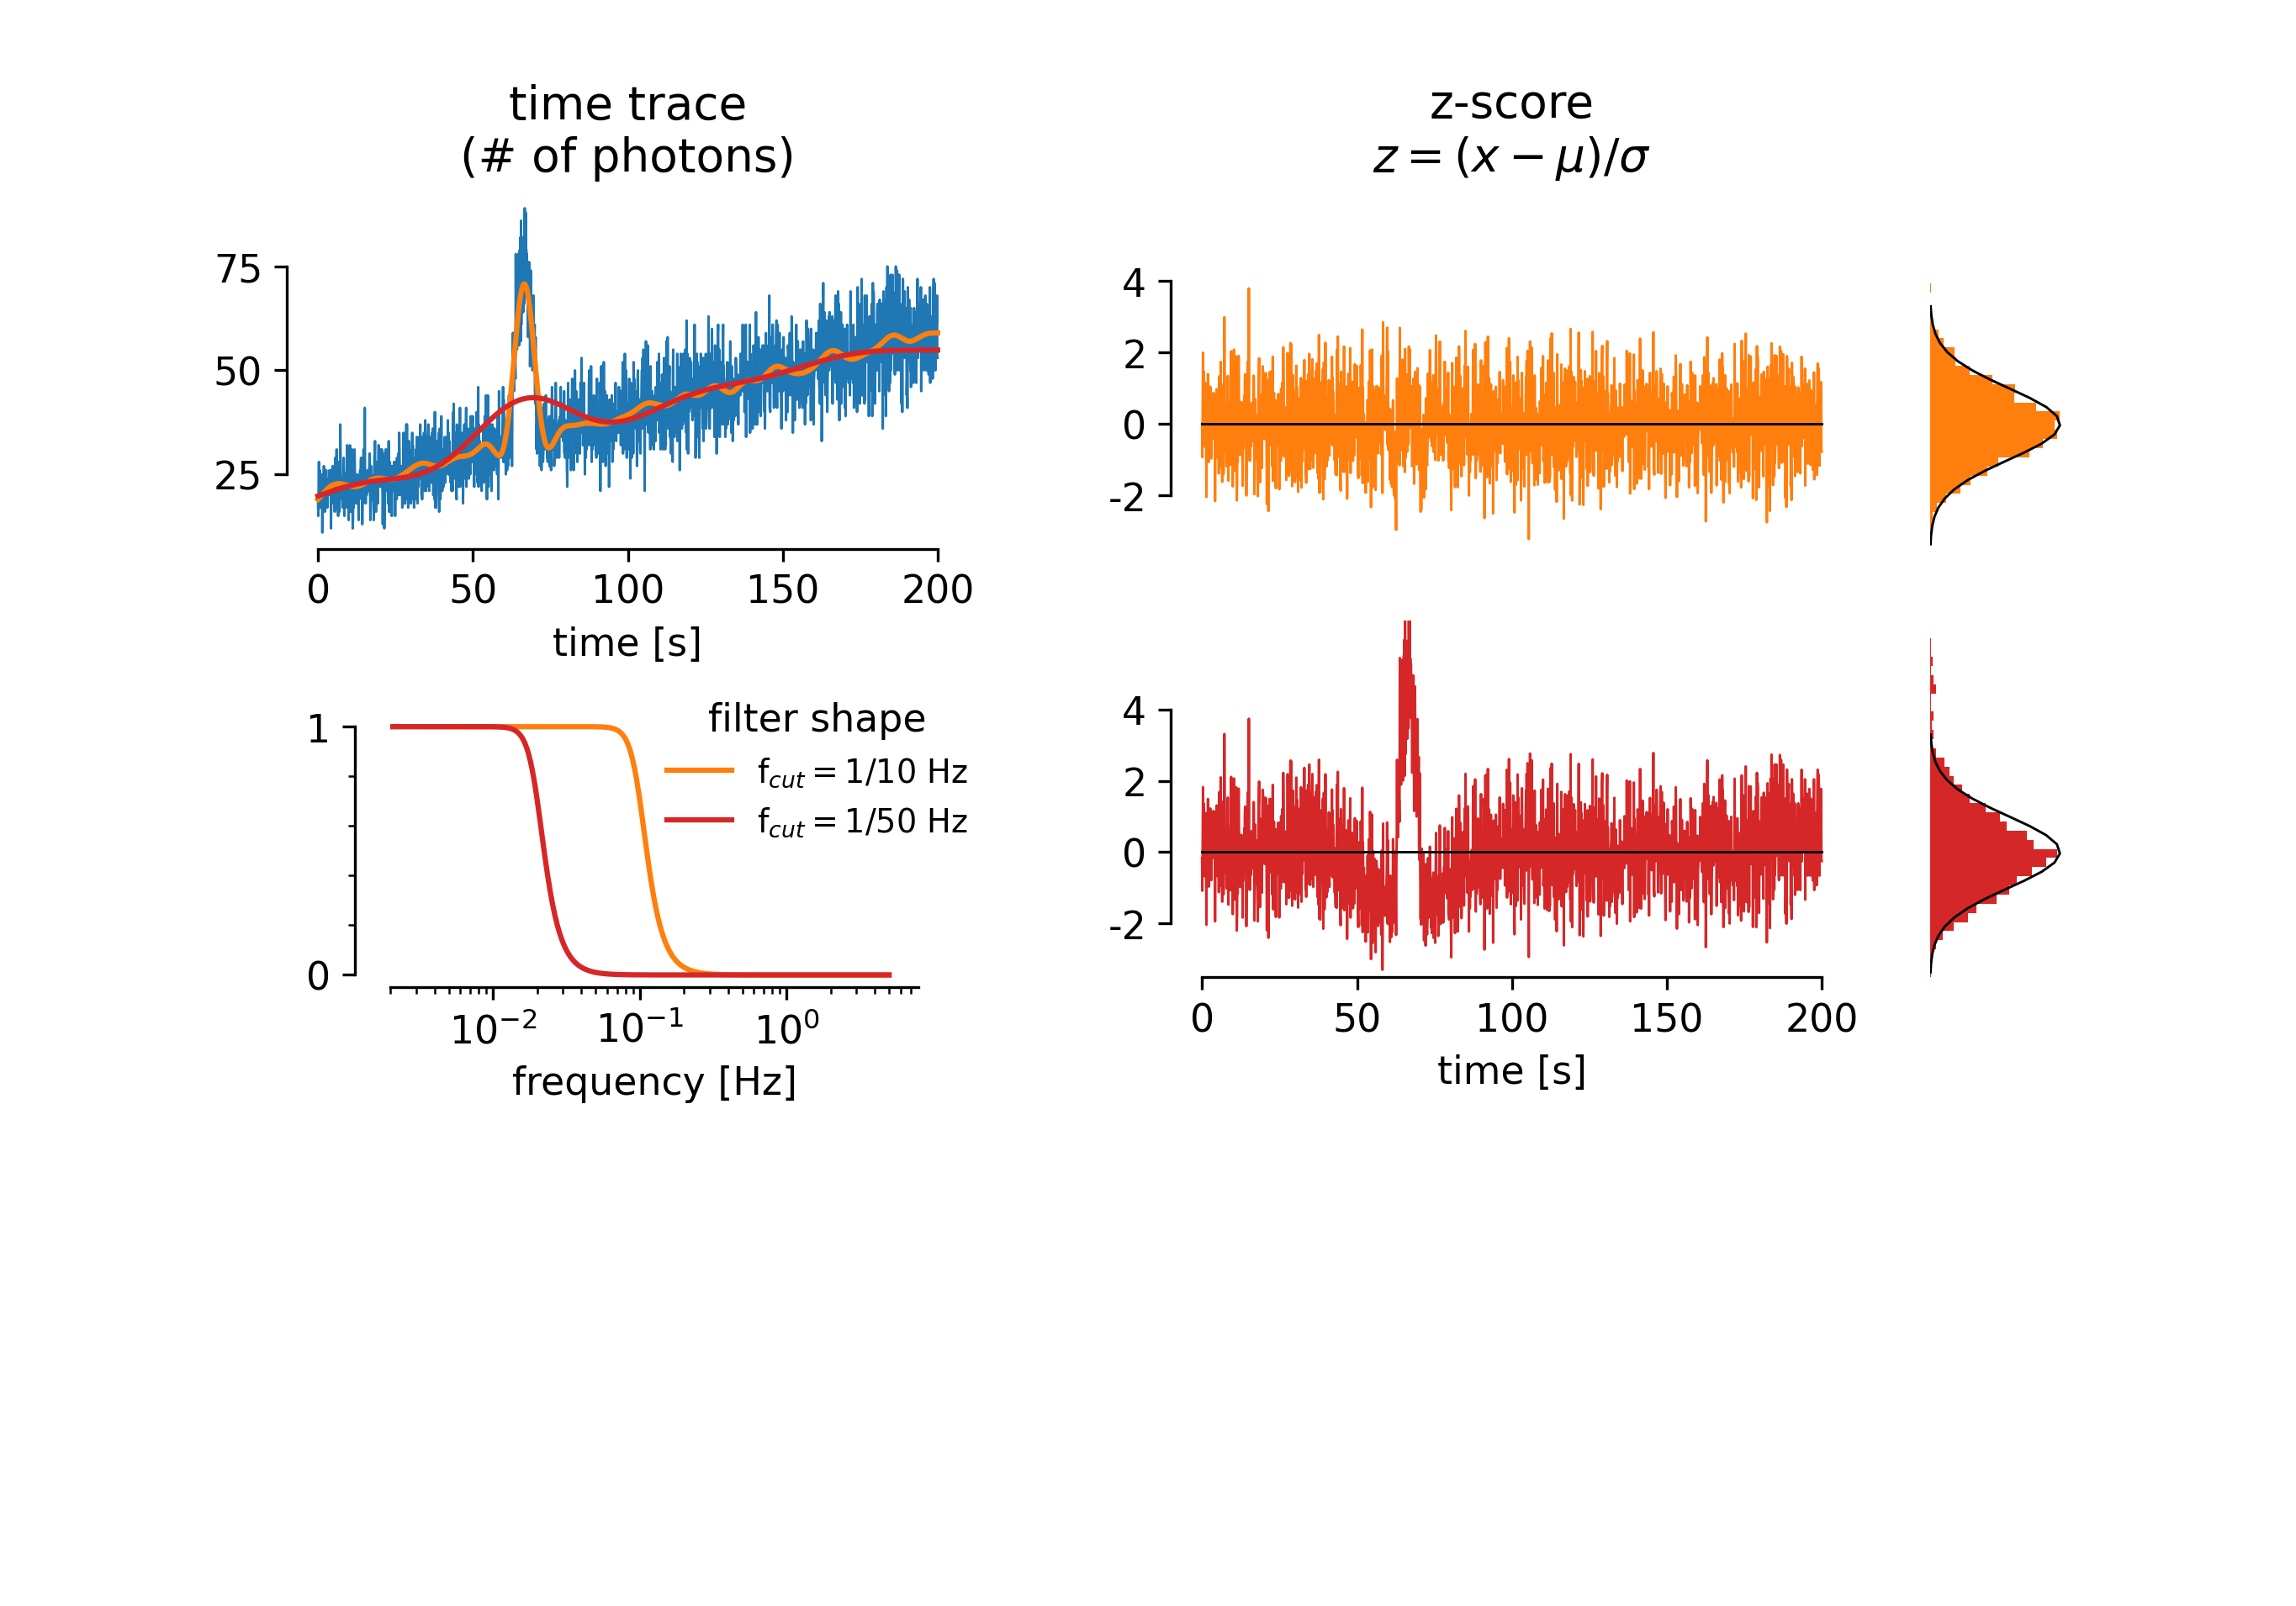 time trace
(# of photons)
75
50
25
0 50 100 150 200
time [s]
filter shape
f_cut = 1/10 Hz
f_cut = 1/50 Hz
1
0
10^-2 10^-1 10^0
frequency [Hz]
z-score
z = (x − μ)/σ
4
2
0
-2
4
2
0
-2
0 50 100 150 200
time [s]